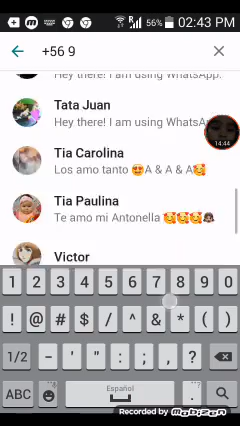 56% 02:43 PM
+56 9
Hey there! I am using WhatsApp.
Tata Juan
Hey there! I am using WhatsA
14:44
Tia Carolina
Los amo tanto 😍A & A & A🥰
Tia Paulina
Te amo mi Antonella 🥰🥰🥰👧🏿
Victor
1 2 3 4 5 6 7 8 9 0
! @ # $ / ^ & * ( )
1/2 - ' " : ; , ?
ABC Español .
Recorded by mobizen